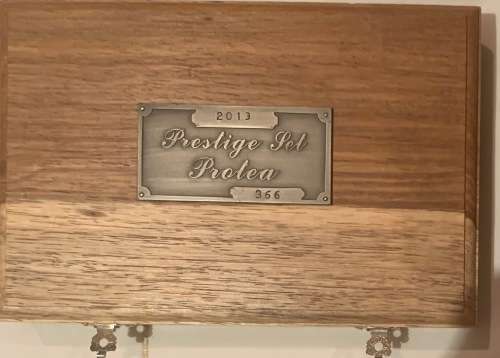 2013
Prestige Set
Protea
366